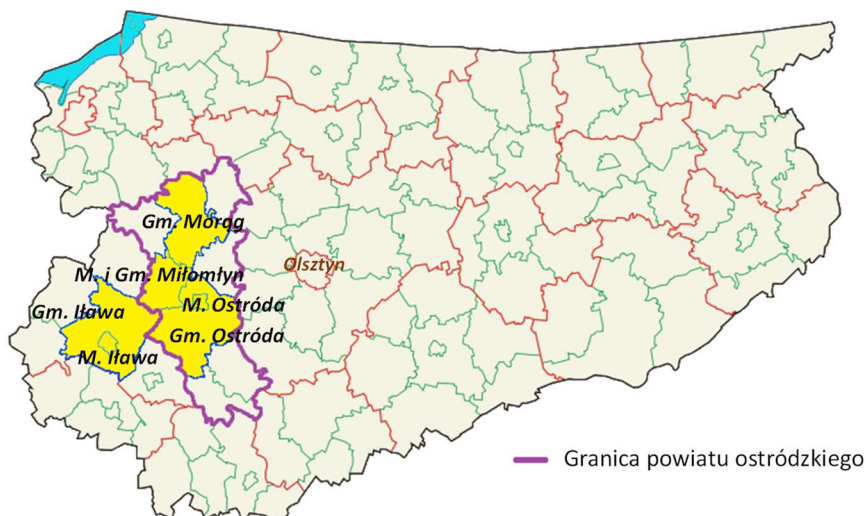 Gm. Morąg
Olsztyn
M. i Gm. Miłomłyn
Gm. Iława
M. Ostróda
Gm. Ostróda
M. Iława
Granica powiatu ostródzkiego